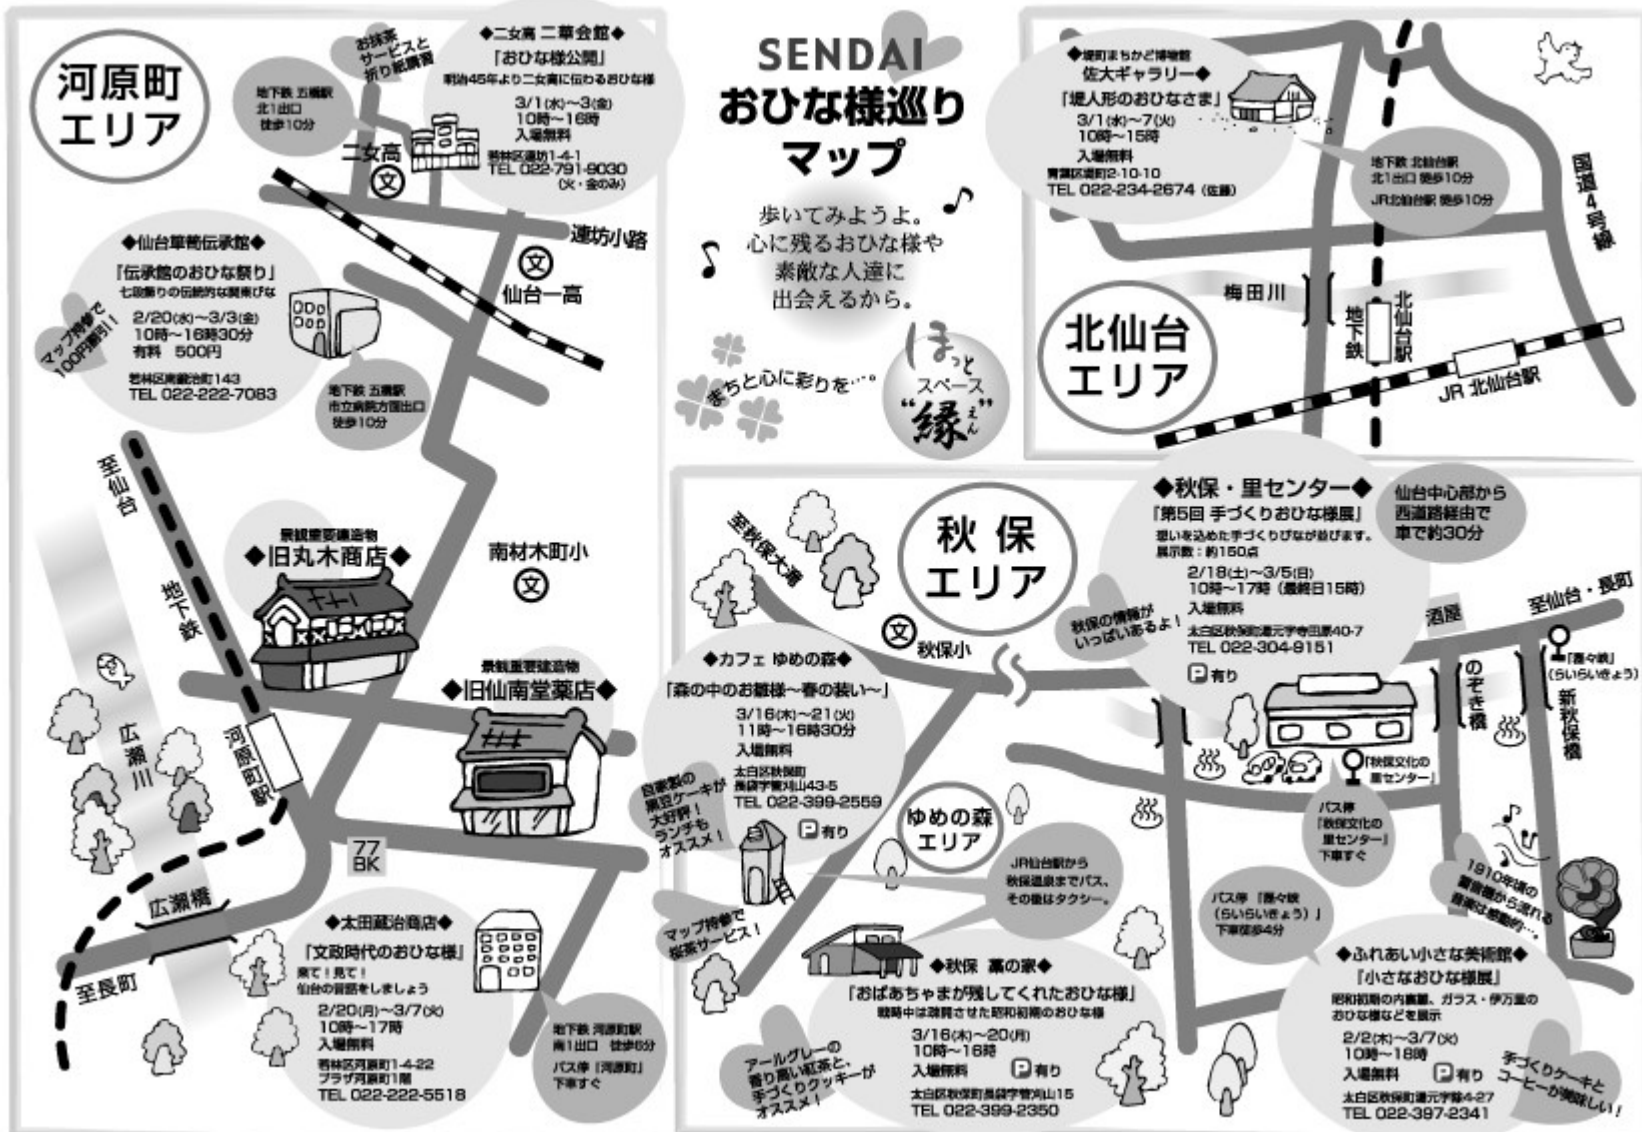 SENDAI
おひな様巡り
マップ
歩いてみようよ。
心に残るおひな様や
素敵な人達に
出会えるから。
まちと心に彩りを…。
ほっと
スペース
“縁”
えん
河原町
エリア
お抹茶
サービスと
折り紙講習
地下鉄 五橋駅
北1出口
徒歩10分
◆二女高 二華会館◆
「おひな様公開」
明治45年より二女高に伝わるおひな様
3/1(水)～3(金)
10時～16時
入場無料
若林区連坊1-4-1
TEL 022-791-9030
(火・金のみ)
二女高
文
連坊小路
文
仙台一高
◆仙台箪笥伝承館◆
「伝承館のおひな祭り」
七段飾りの伝統的な関東びな
2/20(水)～3/3(金)
10時～16時30分
有料 500円
若林区南鍛治町143
TEL 022-222-7083
マップ持参で
100円割引!!
地下鉄 五橋駅
市立病院方面出口
徒歩10分
至仙台
地下鉄
景観重要建造物
◆旧丸木商店◆
南材木町小
文
景観重要建造物
◆旧仙南堂薬店◆
広瀬川
河原町駅
77
BK
広瀬橋
至長町
◆太田蔵治商店◆
「文政時代のおひな様」
来て！見て！
仙台の昔話をしましょう
2/20(月)～3/7(火)
10時～17時
入場無料
若林区河原町1-4-22
プラザ河原町1階
TEL 022-222-5518
地下鉄 河原町駅
南1出口 徒歩6分
バス停「河原町」
下車すぐ
北仙台
エリア
◆堤町まちかど博物館
佐大ギャラリー◆
「堤人形のおひなさま」
3/1(水)～7(火)
10時～15時
入場無料
青葉区堤町2-10-10
TEL 022-234-2674（佐藤）
地下鉄 北仙台駅
北1出口 徒歩10分
JR北仙台駅 徒歩10分
国道4号線
梅田川
地下鉄
北仙台駅
JR 北仙台駅
秋保
エリア
至秋保大滝
文
秋保小
◆秋保・里センター◆
「第5回 手づくりおひな様展」
想いを込めた手づくりびなが並びます。
展示数：約150点
2/18(土)～3/5(日)
10時～17時（最終日15時）
入場無料
太白区秋保町湯元字寺田原40-7
TEL 022-304-9151
P有り
仙台中心部から
西道路経由で
車で約30分
秋保の情報が
いっぱいあるよ！
酒屋
至仙台・長町
のぞき橋
「磊々峡」
（らいらいきょう）
新秋保橋
「秋保文化の
里センター」
バス停
「秋保文化の
里センター」
下車すぐ
◆カフェ ゆめの森◆
「森の中のお雛様～春の装い～」
3/16(木)～21(火)
11時～16時30分
入場無料
太白区秋保町
長袋字菅刈山43-5
TEL 022-399-2559
P有り
自家製の
黒豆ケーキが
大好評！
ランチも
オススメ！
ゆめの森
エリア
JR仙台駅から
秋保温泉までバス、
その後はタクシー。
マップ持参で
桜茶サービス！
◆秋保 藁の家◆
「おばあちゃまが残してくれたおひな様」
戦時中は疎開させた昭和初期のおひな様
3/16(木)～20(月)
10時～16時
入場無料 P有り
太白区秋保町長袋字菅刈山15
TEL 022-399-2350
アールグレーの
香り高い紅茶と、
手づくりクッキーが
オススメ！
バス停「磊々峡
（らいらいきょう）」
下車徒歩4分
1910年頃の
蓄音器から流れる
音楽は感動的…。
◆ふれあい小さな美術館◆
「小さなおひな様展」
昭和初期の内裏雛、ガラス・伊万里の
おひな様などを展示
2/2(木)～3/7(火)
10時～18時
入場無料 P有り
太白区秋保町湯元字除4-27
TEL 022-397-2341
手づくりケーキと
コーヒーが美味しい！